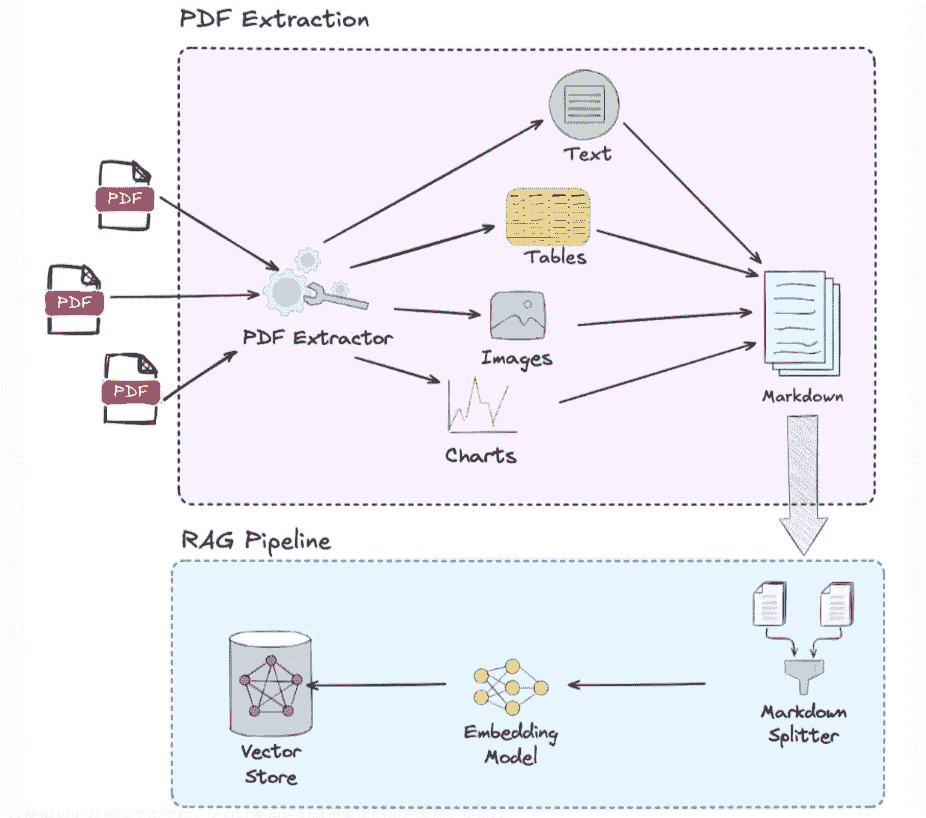 PDF Extraction
PDF
PDF
PDF
PDF Extractor
Text
Tables
Images
Charts
Markdown
RAG Pipeline
Markdown
Splitter
Embedding
Model
Vector
Store